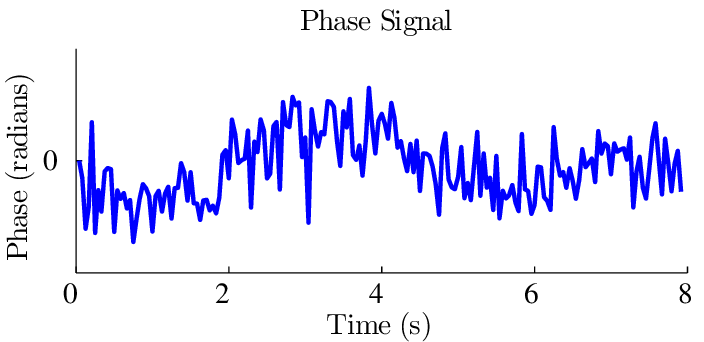 Phase Signal
Phase (radians)
0
0 2 4 6 8
Time (s)